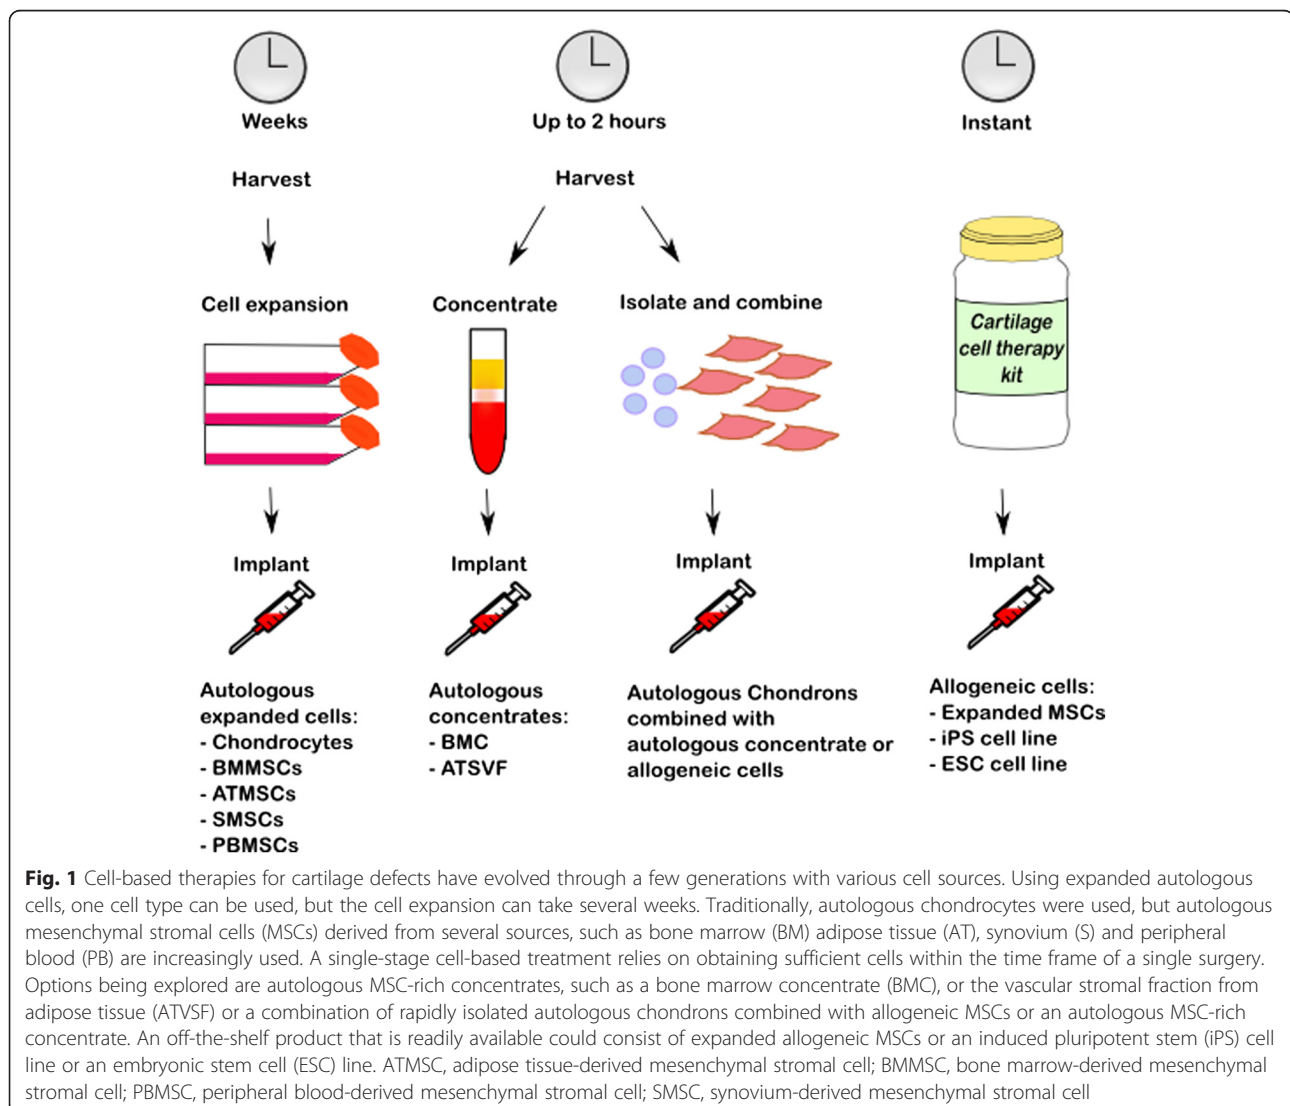 Weeks
Up to 2 hours
Instant
Harvest
Harvest
Cell expansion
Concentrate
Isolate and combine
Cartilage
cell therapy
kit
Implant
Implant
Implant
Implant
Autologous
expanded cells:
- Chondrocytes
- BMMSCs
- ATMSCs
- SMSCs
- PBMSCs
Autologous
concentrates:
- BMC
- ATSVF
Autologous Chondrons
combined with
autologous concentrate or
allogeneic cells
Allogeneic cells:
- Expanded MSCs
- iPS cell line
- ESC cell line
Fig. 1 Cell-based therapies for cartilage defects have evolved through a few generations with various cell sources. Using expanded autologous
cells, one cell type can be used, but the cell expansion can take several weeks. Traditionally, autologous chondrocytes were used, but autologous
mesenchymal stromal cells (MSCs) derived from several sources, such as bone marrow (BM) adipose tissue (AT), synovium (S) and peripheral
blood (PB) are increasingly used. A single-stage cell-based treatment relies on obtaining sufficient cells within the time frame of a single surgery.
Options being explored are autologous MSC-rich concentrates, such as a bone marrow concentrate (BMC), or the vascular stromal fraction from
adipose tissue (ATVSF) or a combination of rapidly isolated autologous chondrons combined with allogeneic MSCs or an autologous MSC-rich
concentrate. An off-the-shelf product that is readily available could consist of expanded allogeneic MSCs or an induced pluripotent stem (iPS) cell
line or an embryonic stem cell (ESC) line. ATMSC, adipose tissue-derived mesenchymal stromal cell; BMMSC, bone marrow-derived mesenchymal
stromal cell; PBMSC, peripheral blood-derived mesenchymal stromal cell; SMSC, synovium-derived mesenchymal stromal cell